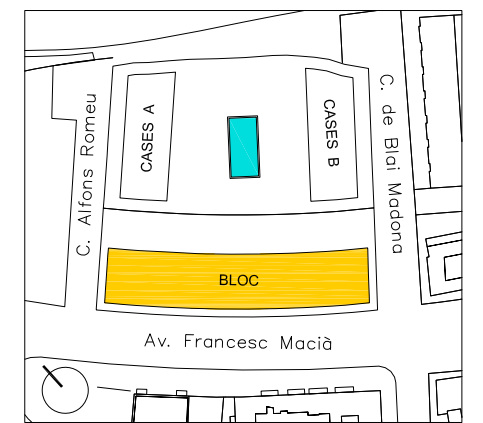 C. Alfons Romeu
CASES A
CASES B
C. de Blai Madona
BLOC
Av. Francesc Macià